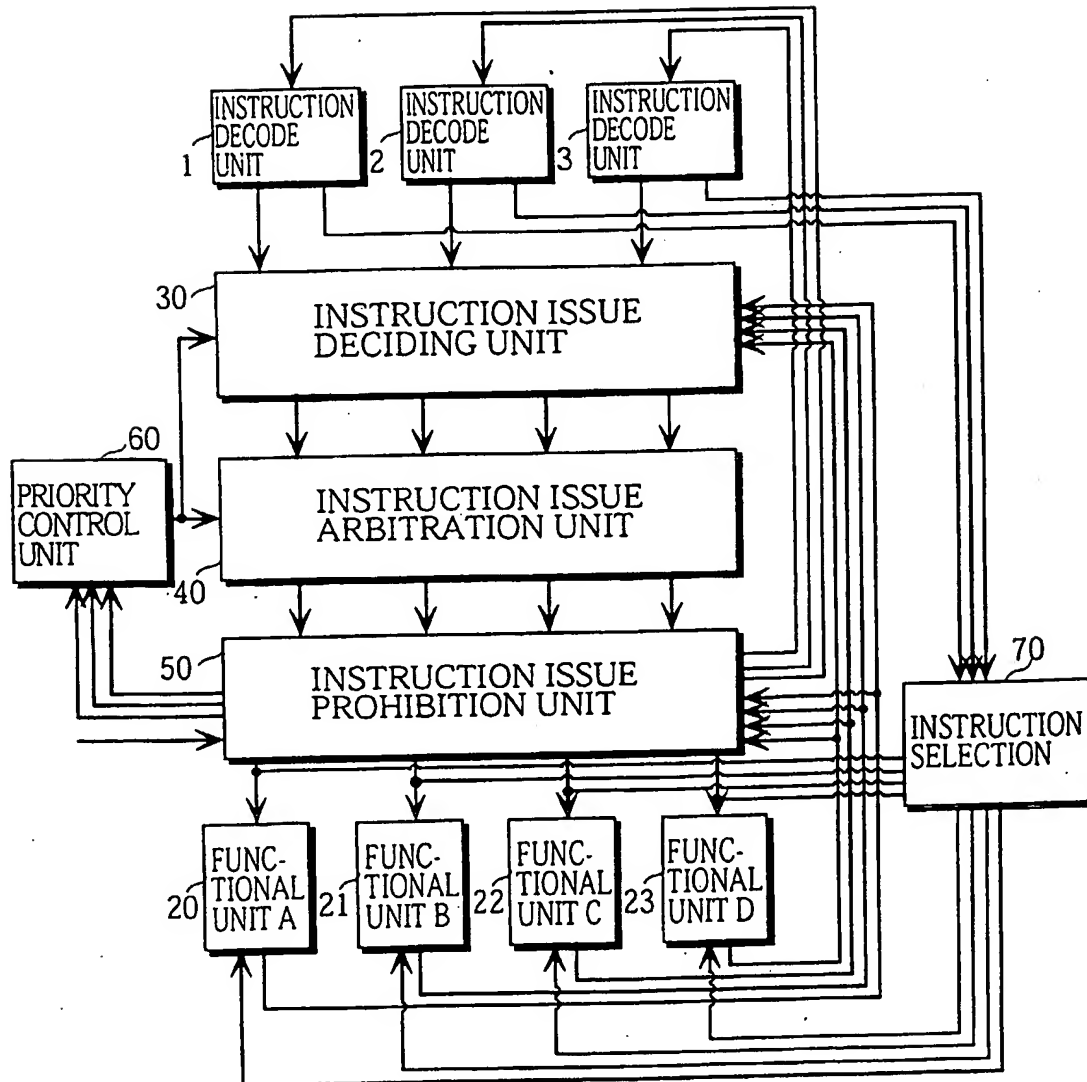 INSTRUCTION
DECODE
UNIT
1
INSTRUCTION
DECODE
UNIT
2
INSTRUCTION
DECODE
UNIT
3
30
INSTRUCTION ISSUE
DECIDING UNIT
60
PRIORITY
CONTROL
UNIT
INSTRUCTION ISSUE
ARBITRATION UNIT
40
50
INSTRUCTION ISSUE
PROHIBITION UNIT
70
INSTRUCTION
SELECTION
FUNC-
TIONAL
UNIT A
20
FUNC-
TIONAL
UNIT B
21
FUNC-
TIONAL
UNIT C
22
FUNC-
TIONAL
UNIT D
23